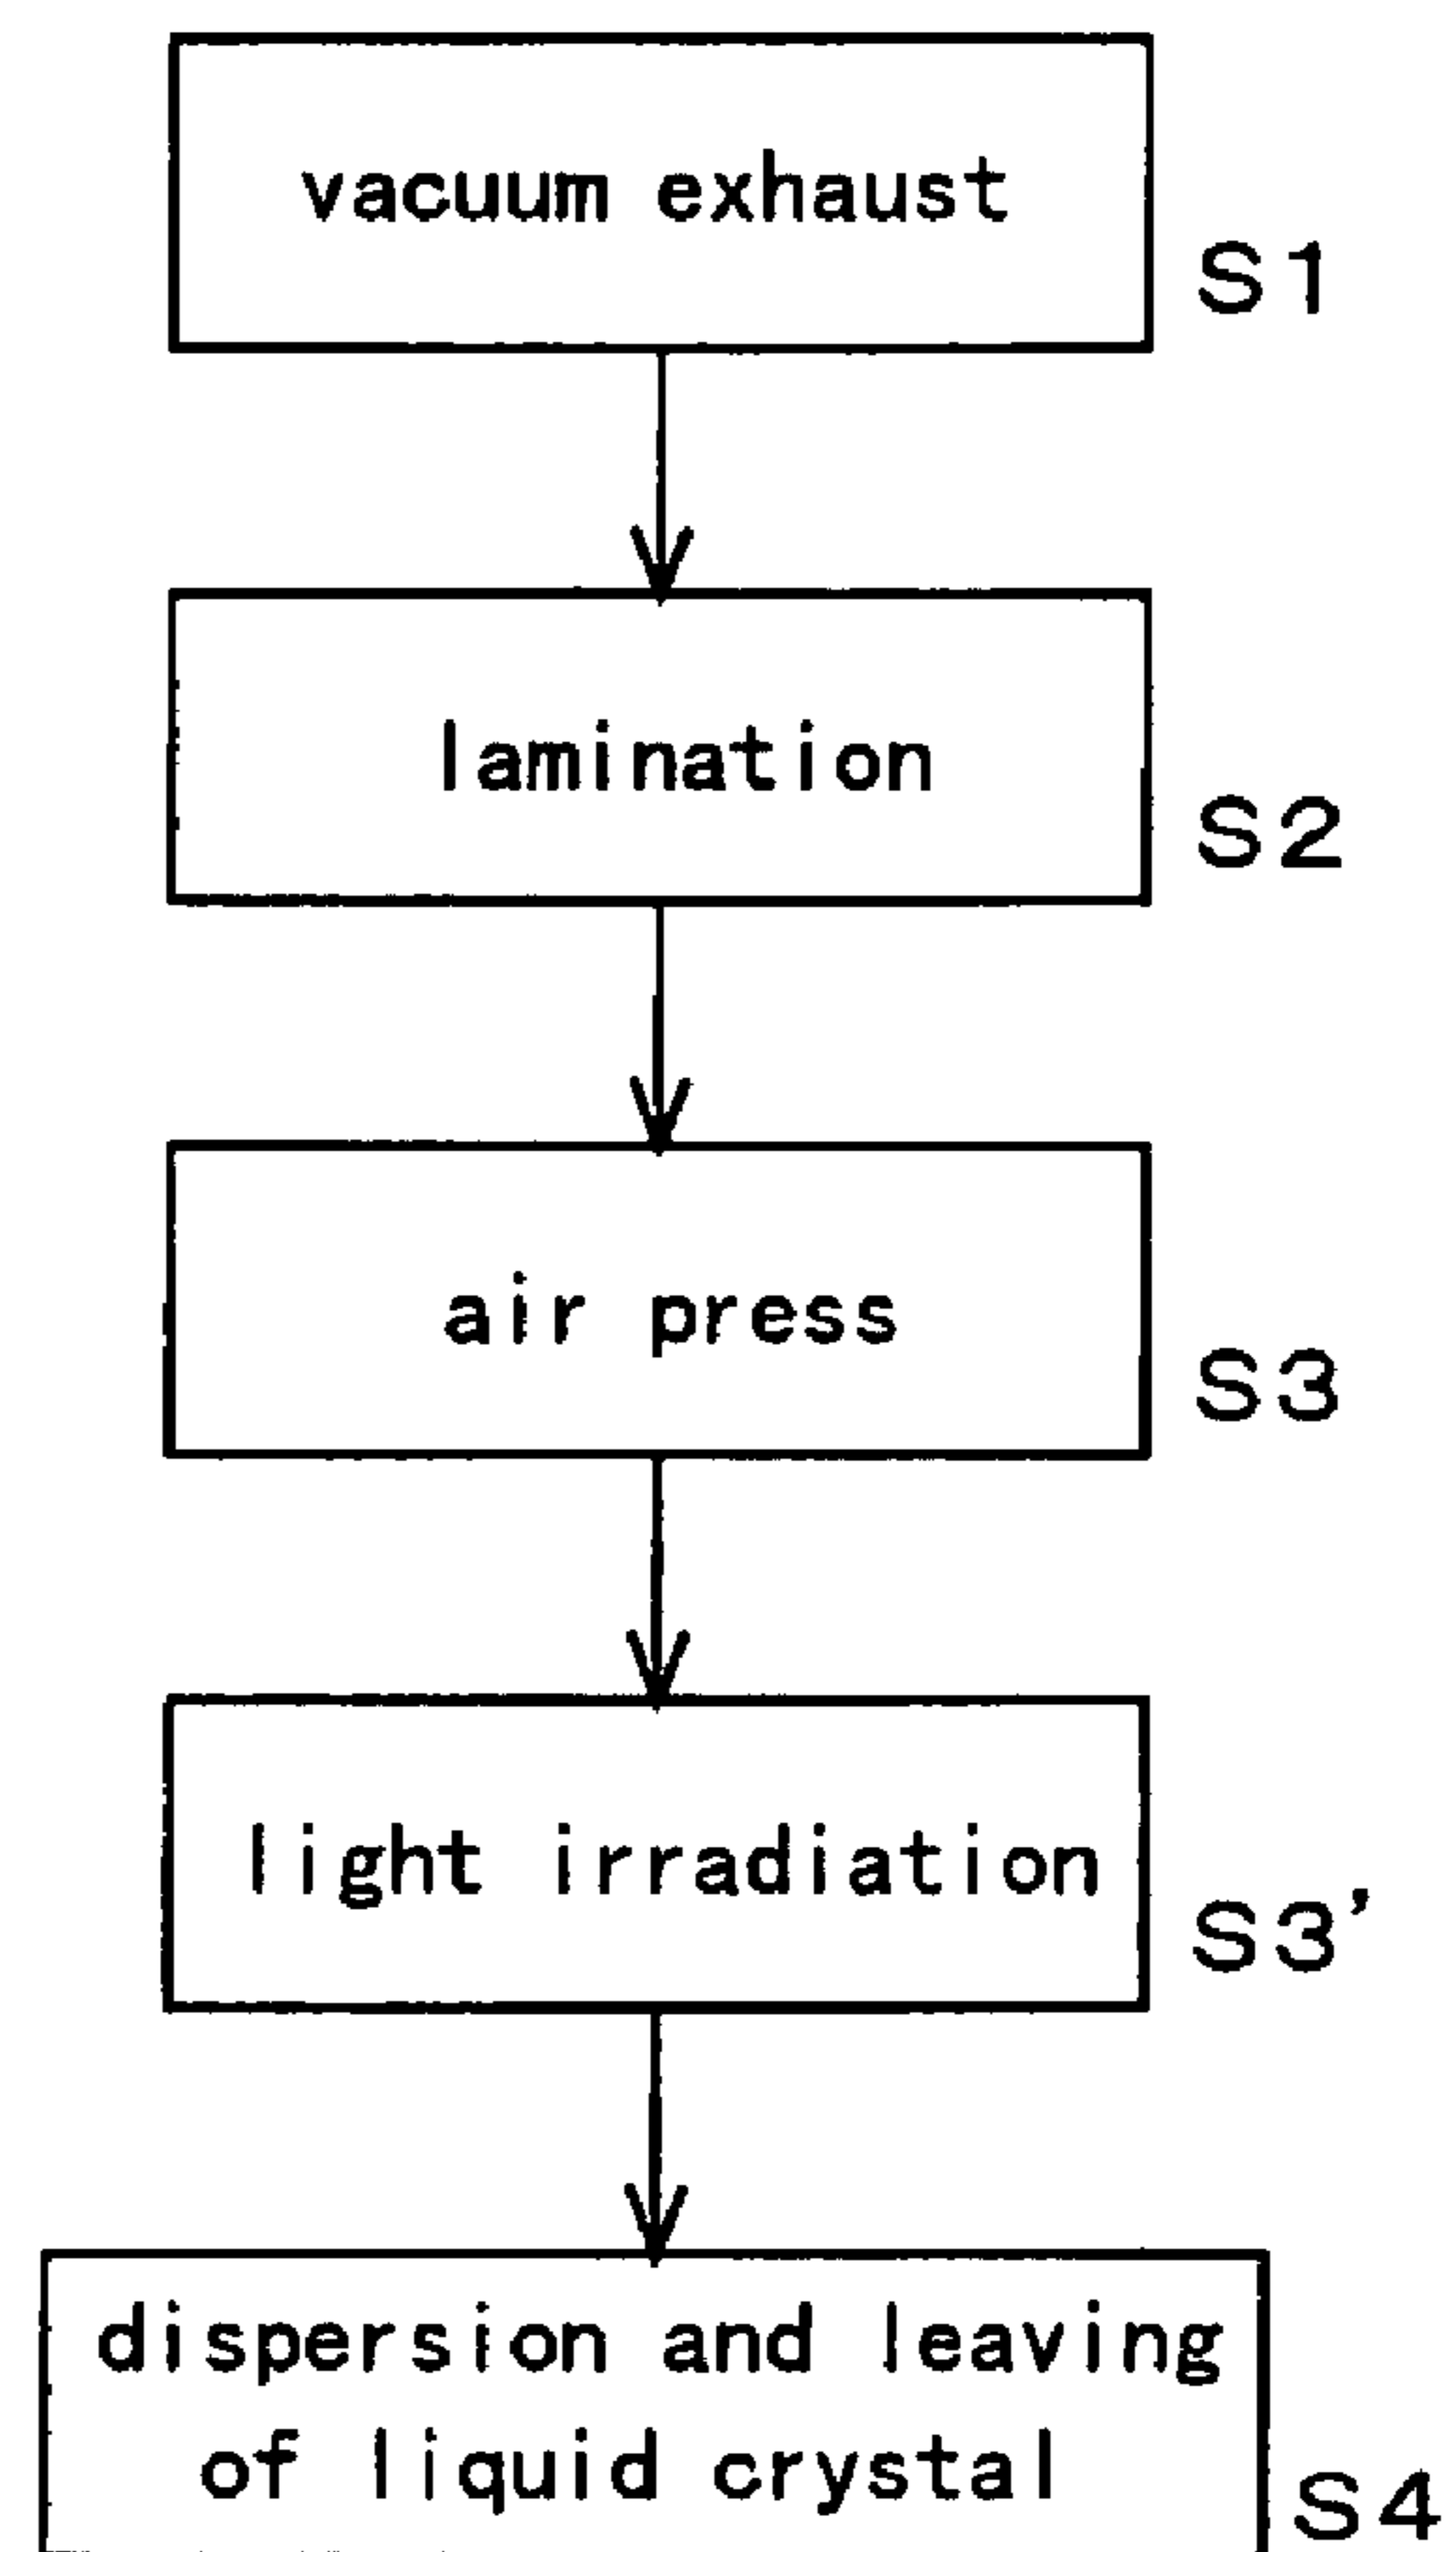 vacuum exhaust
S1
lamination
S2
air press
S3
light irradiation
S3'
dispersion and leaving
of liquid crystal
S4